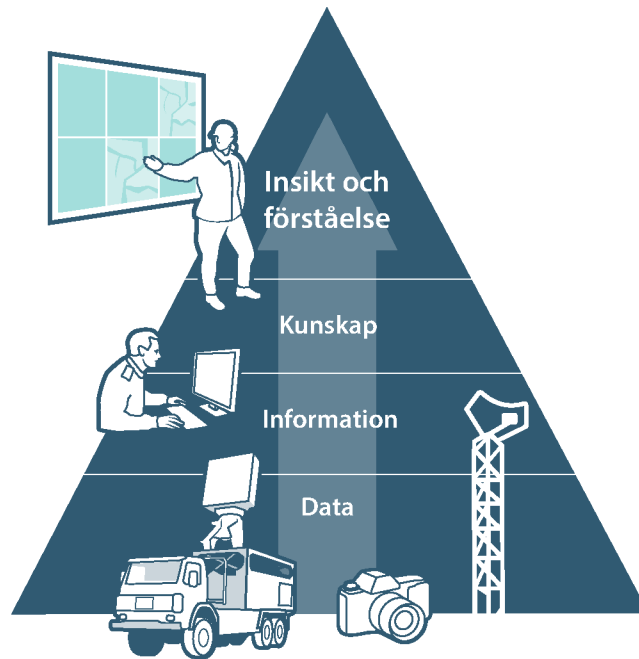 Insikt och
förståelse
Kunskap
Information
Data